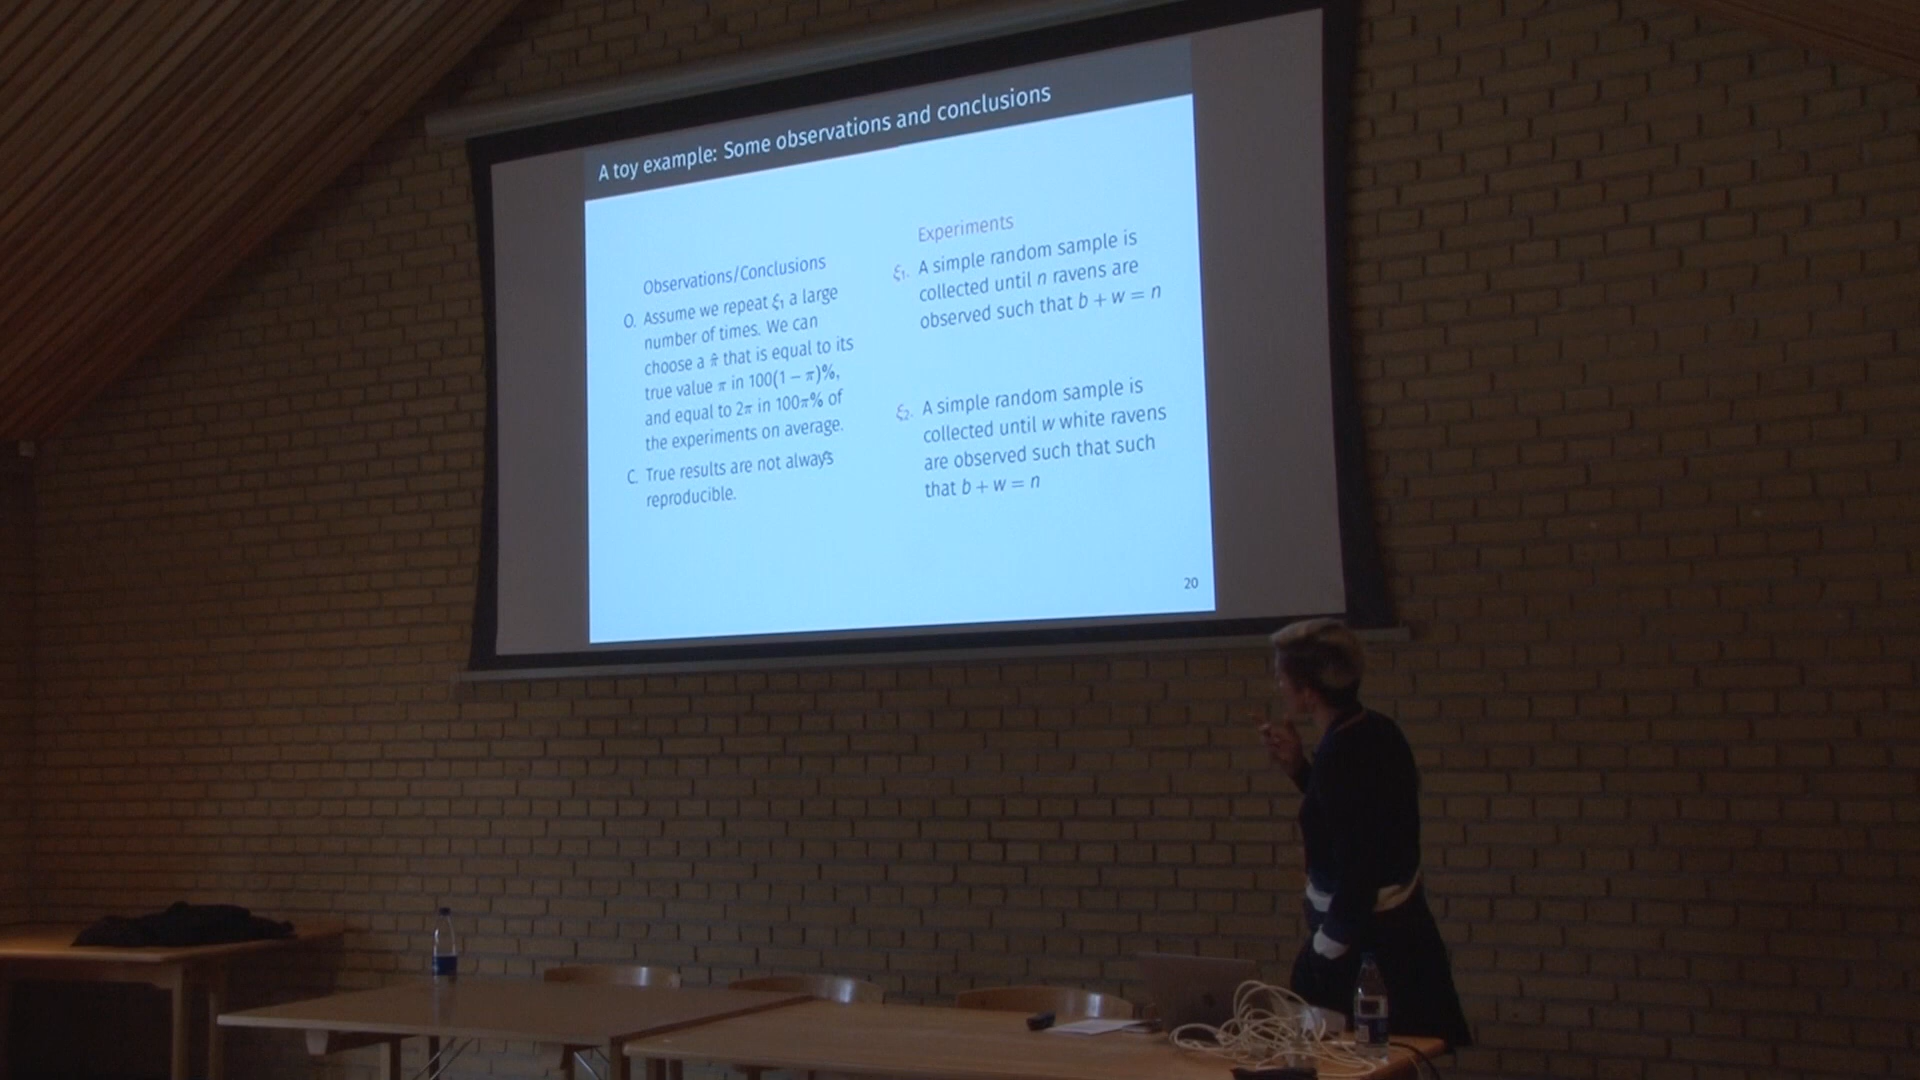 A toy example: Some observations and conclusions
Observations/Conclusions
O. Assume we repeat ξ₁ a large
number of times. We can
choose a π̂ that is equal to its
true value π in 100(1 − π)%,
and equal to 2π in 100π% of
the experiments on average.
C. True results are not always
reproducible.
Experiments
ξ₁. A simple random sample is
collected until n ravens are
observed such that b + w = n
ξ₂. A simple random sample is
collected until w white ravens
are observed such that such
that b + w = n
20